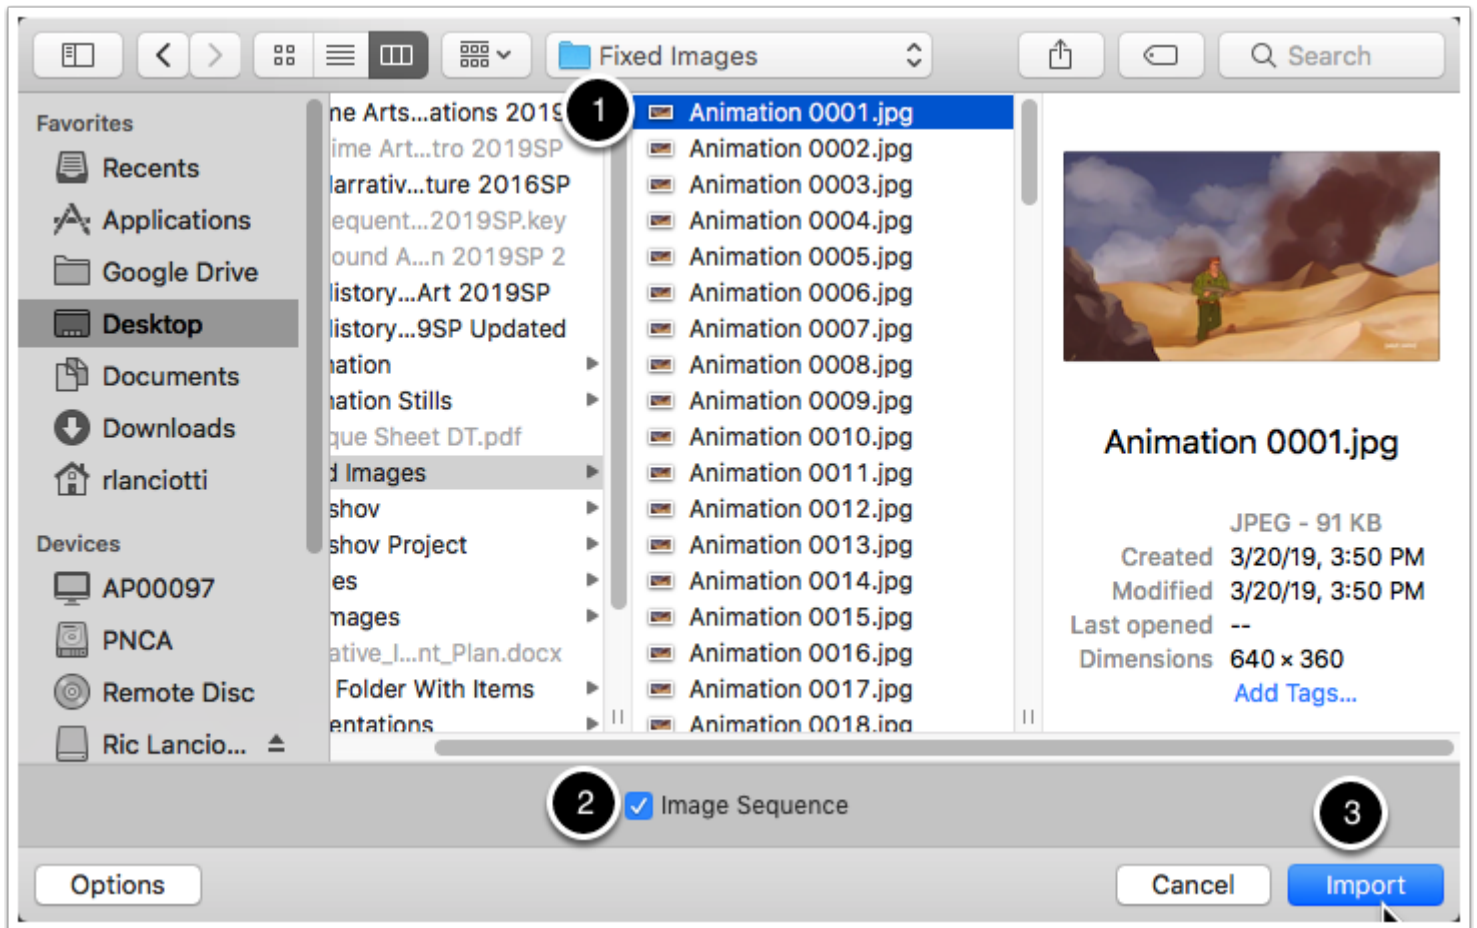 Fixed Images
Search
Favorites
Recents
Applications
Google Drive
Desktop
Documents
Downloads
rlanciotti
Devices
AP00097
PNCA
Remote Disc
Ric Lancio...
ne Arts...ations 2019
ime Art...tro 2019SP
larrativ...ture 2016SP
equent...2019SP.key
ound A...n 2019SP 2
listory...Art 2019SP
listory...9SP Updated
nation
nation Stills
que Sheet DT.pdf
d Images
shov
shov Project
es
mages
ative_I...nt_Plan.docx
Folder With Items
entations
1
Animation 0001.jpg
Animation 0002.jpg
Animation 0003.jpg
Animation 0004.jpg
Animation 0005.jpg
Animation 0006.jpg
Animation 0007.jpg
Animation 0008.jpg
Animation 0009.jpg
Animation 0010.jpg
Animation 0011.jpg
Animation 0012.jpg
Animation 0013.jpg
Animation 0014.jpg
Animation 0015.jpg
Animation 0016.jpg
Animation 0017.jpg
Animation 0018.jpg
Animation 0001.jpg
JPEG - 91 KB
Created 3/20/19, 3:50 PM
Modified 3/20/19, 3:50 PM
Last opened --
Dimensions 640 × 360
Add Tags...
2 Image Sequence
3
Options
Cancel
Import